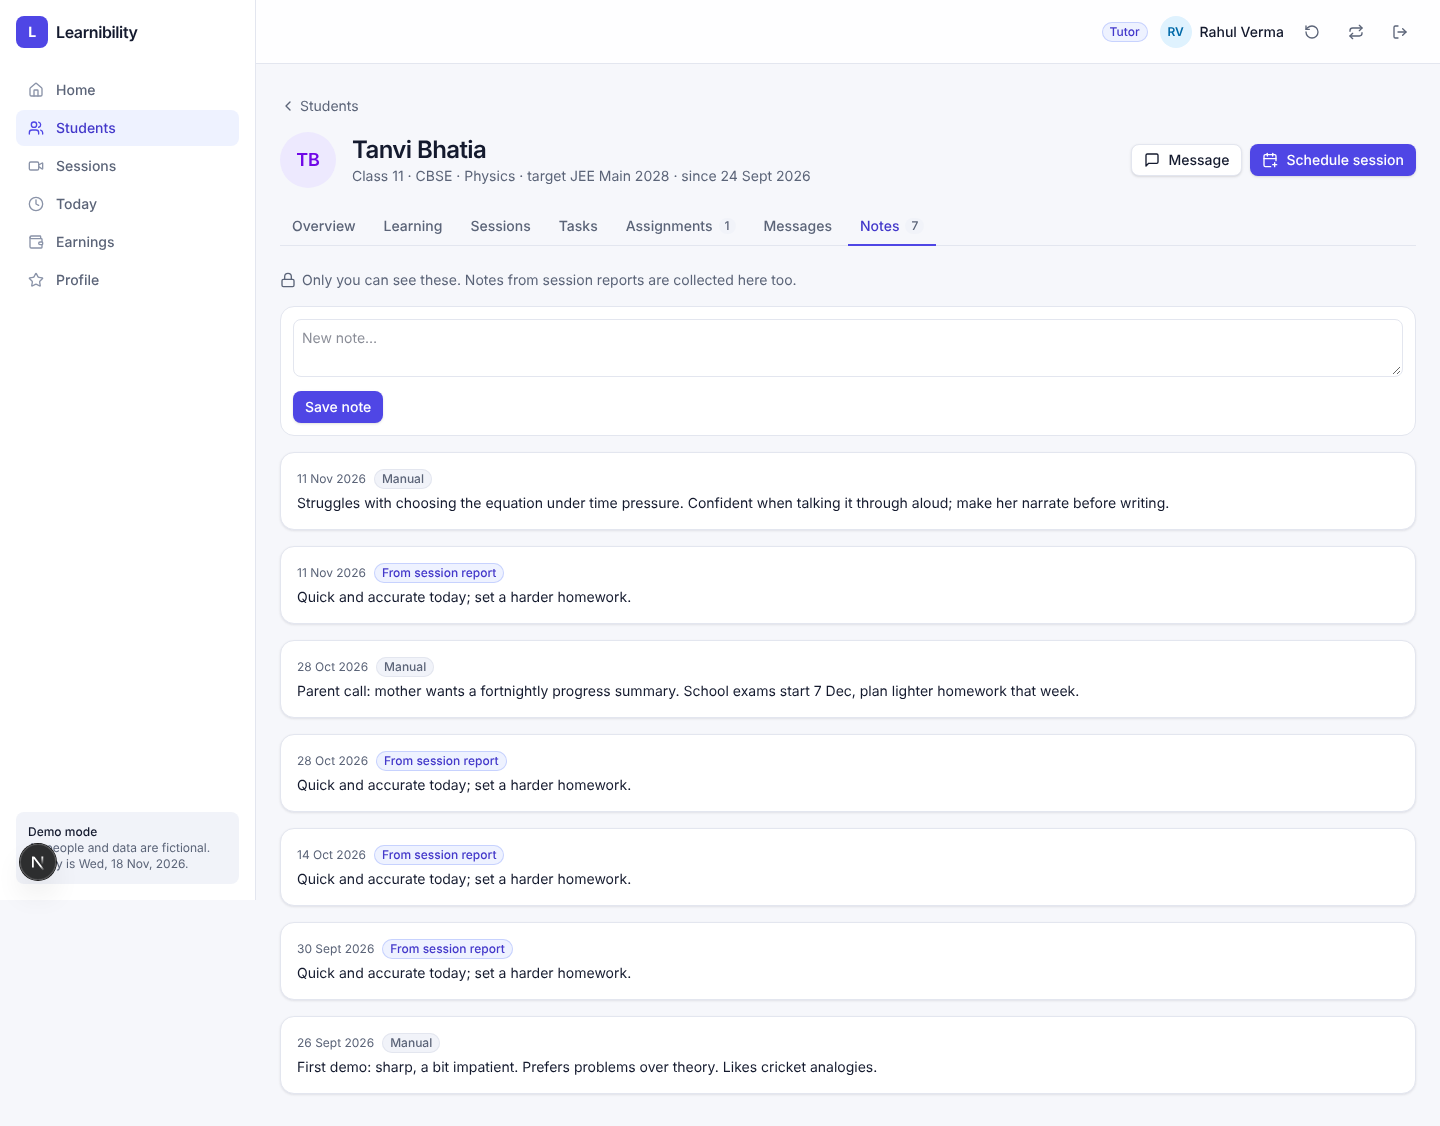 L Learnibility
Tutor RV Rahul Verma
Home
Students
Sessions
Today
Earnings
Profile
Students
TB
Tanvi Bhatia
Class 11 · CBSE · Physics · target JEE Main 2028 · since 24 Sept 2026
Message Schedule session
Overview Learning Sessions Tasks Assignments 1 Messages Notes 7
Only you can see these. Notes from session reports are collected here too.
New note...
Save note
11 Nov 2026 Manual
Struggles with choosing the equation under time pressure. Confident when talking it through aloud; make her narrate before writing.
11 Nov 2026 From session report
Quick and accurate today; set a harder homework.
28 Oct 2026 Manual
Parent call: mother wants a fortnightly progress summary. School exams start 7 Dec, plan lighter homework that week.
28 Oct 2026 From session report
Quick and accurate today; set a harder homework.
14 Oct 2026 From session report
Quick and accurate today; set a harder homework.
30 Sept 2026 From session report
Quick and accurate today; set a harder homework.
26 Sept 2026 Manual
First demo: sharp, a bit impatient. Prefers problems over theory. Likes cricket analogies.
Demo mode
people and data are fictional.
is Wed, 18 Nov, 2026.
N